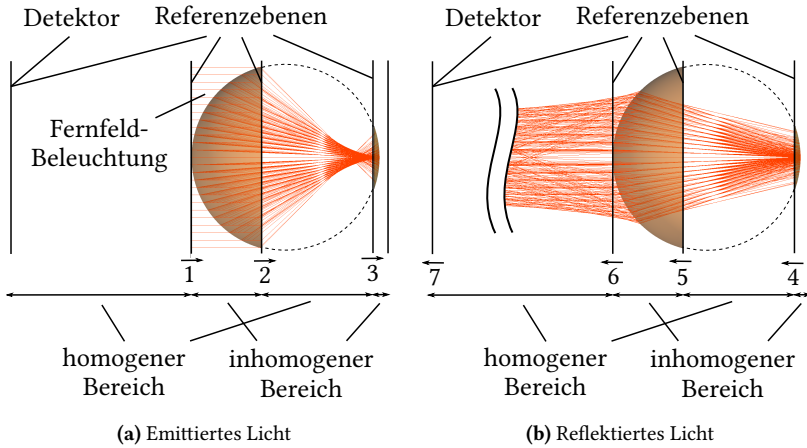 Detektor
Referenzebenen
Fernfeld-
Beleuchtung
1
2
3
homogener
Bereich
inhomogener
Bereich
(a) Emittiertes Licht
Detektor
Referenzebenen
7
6
5
4
homogener
Bereich
inhomogener
Bereich
(b) Reflektiertes Licht